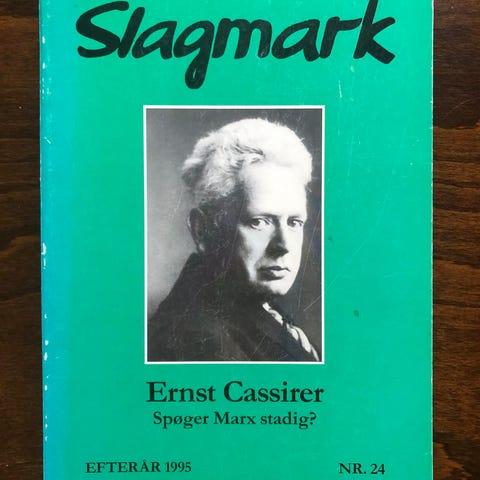 Slagmark
Ernst Cassirer
Spøger Marx stadig?
EFTERÅR 1995 NR. 24